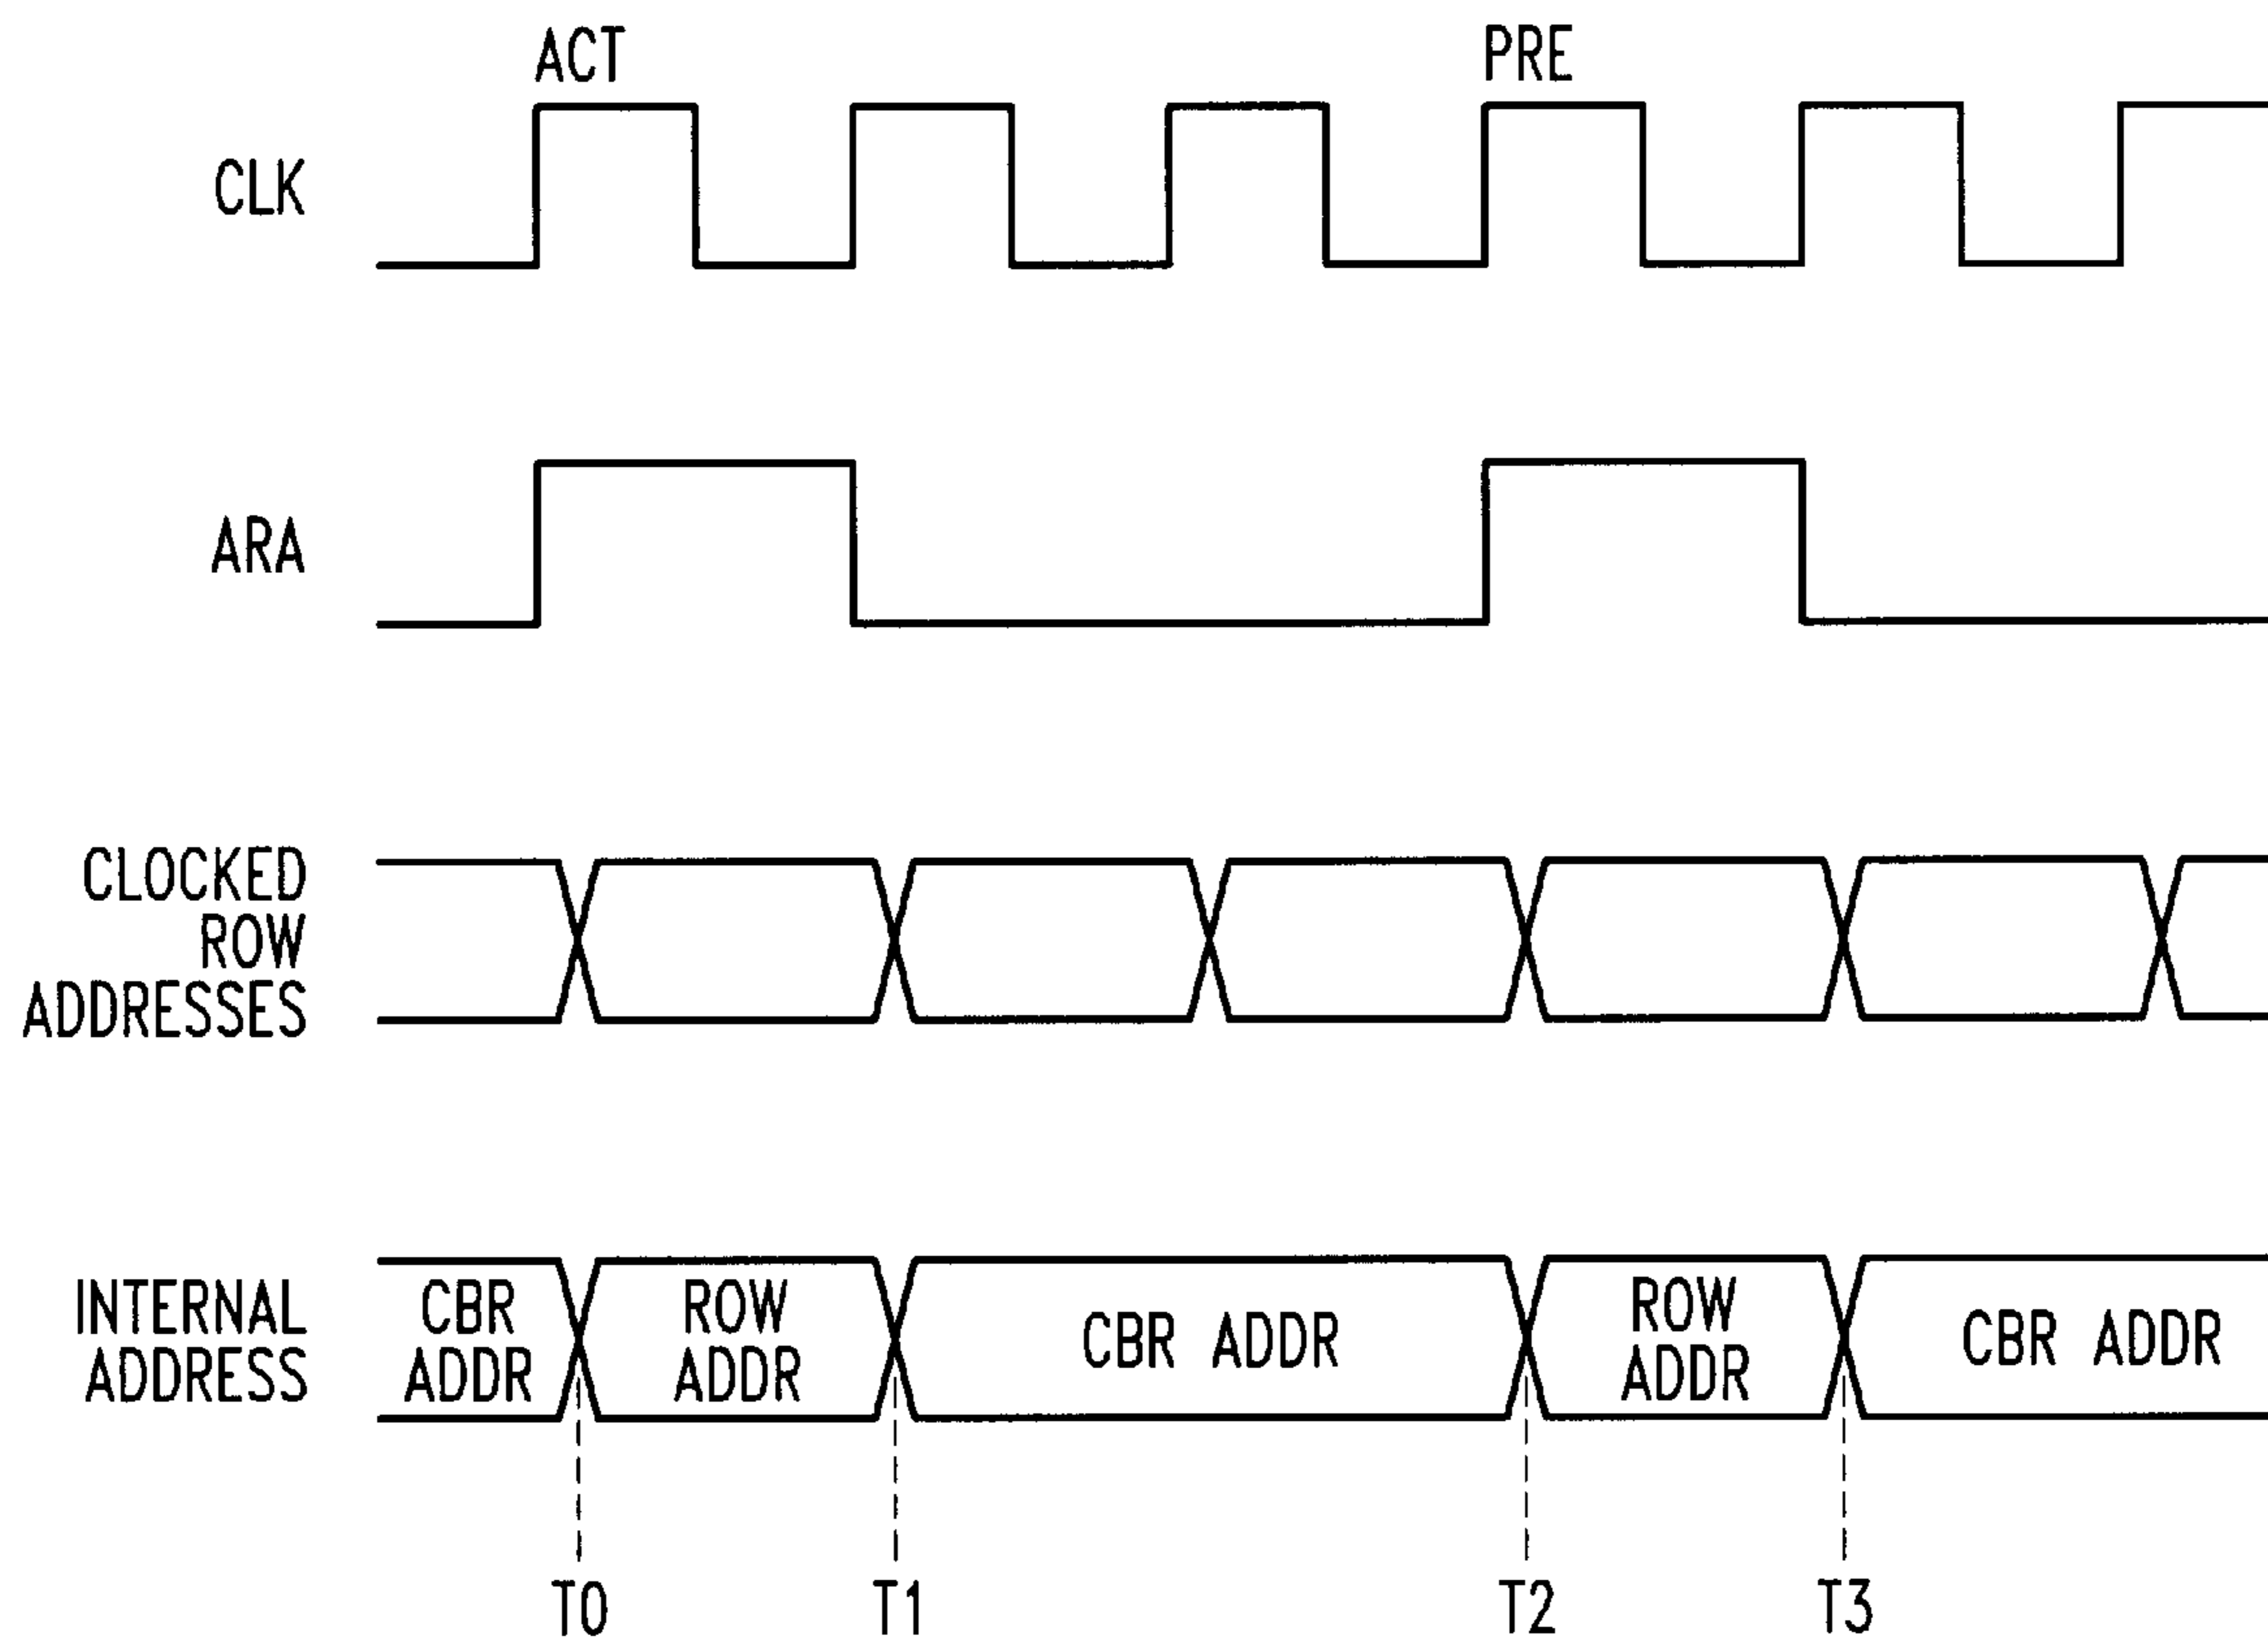 ACT
PRE
CLK
ARA
CLOCKED
ROW
ADDRESSES
INTERNAL
ADDRESS
CBR
ADDR
ROW
ADDR
CBR ADDR
ROW
ADDR
CBR ADDR
T0
T1
T2
T3